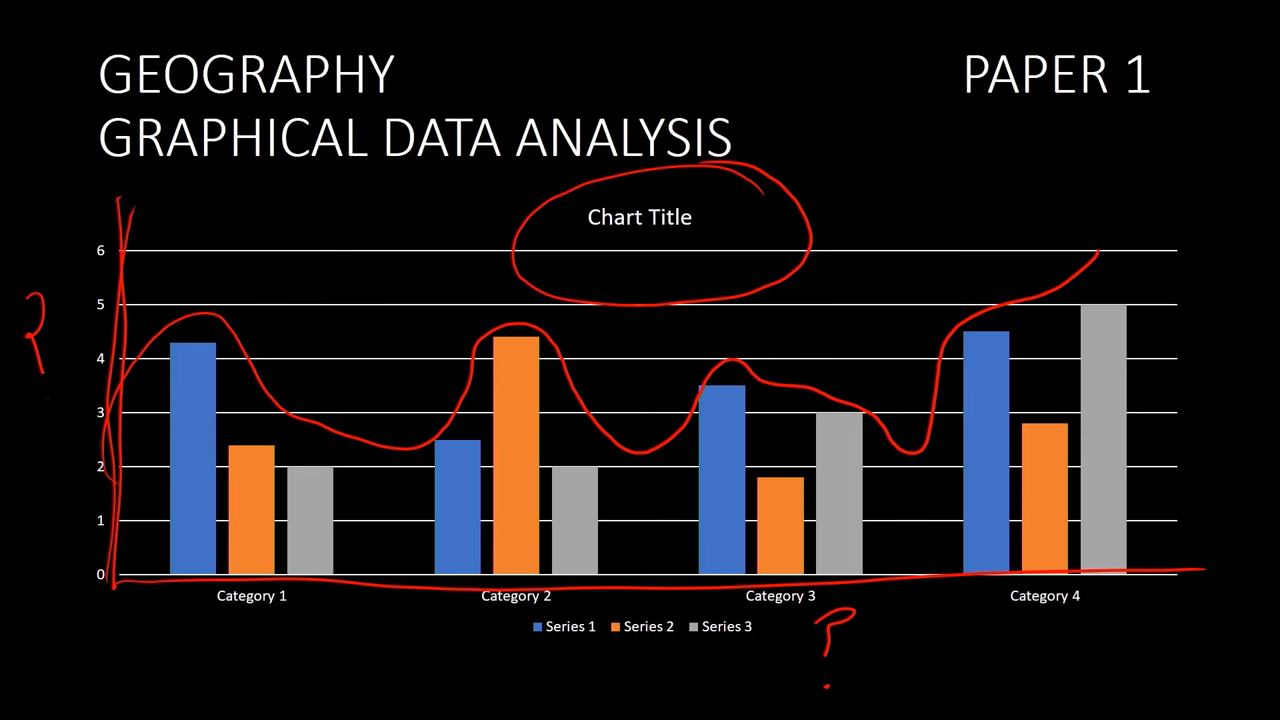 GEOGRAPHY PAPER 1
GRAPHICAL DATA ANALYSIS
Chart Title
6
5
4
3
2
1
0
Category 1 Category 2 Category 3 Category 4
Series 1 Series 2 Series 3
?
?